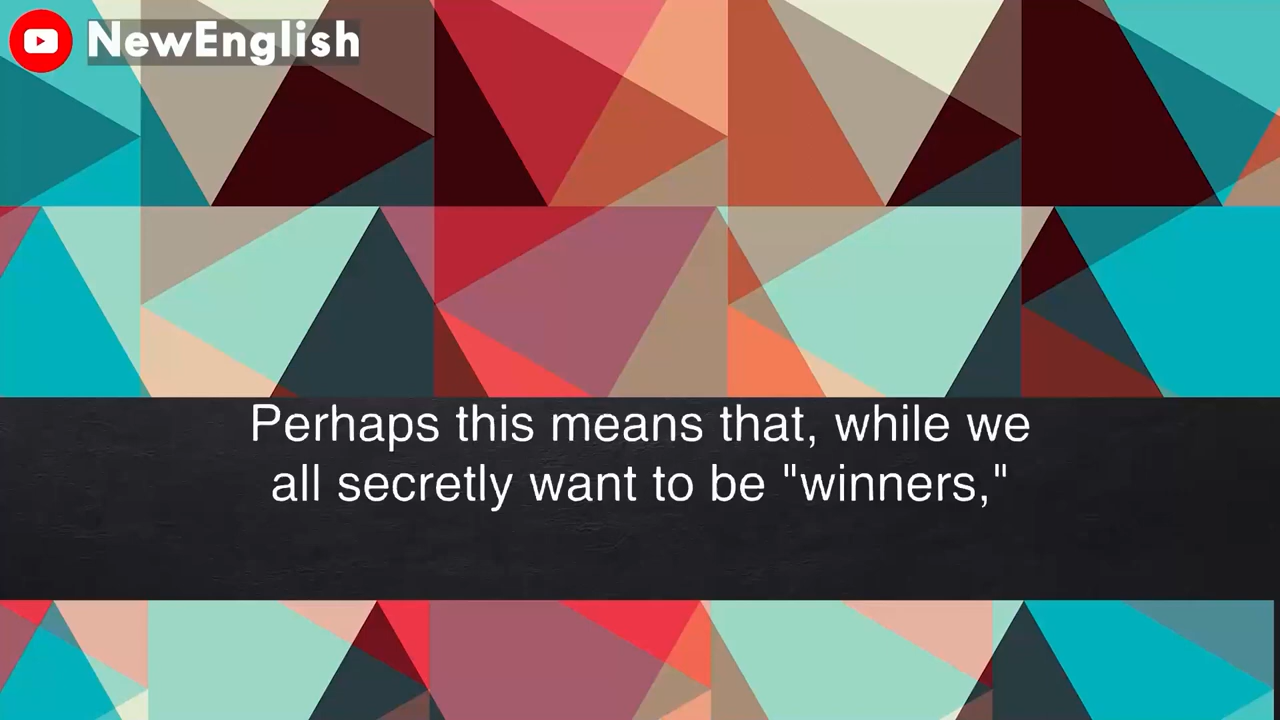 NewEnglish
Perhaps this means that, while we
all secretly want to be "winners,"